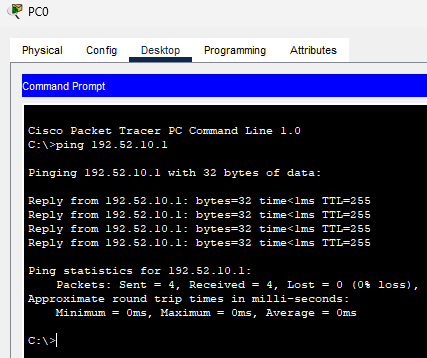 PC0
Physical Config Desktop Programming Attributes
Command Prompt
Cisco Packet Tracer PC Command Line 1.0
C:\>ping 192.52.10.1
Pinging 192.52.10.1 with 32 bytes of data:
Reply from 192.52.10.1: bytes=32 time<1ms TTL=255
Reply from 192.52.10.1: bytes=32 time<1ms TTL=255
Reply from 192.52.10.1: bytes=32 time<1ms TTL=255
Reply from 192.52.10.1: bytes=32 time<1ms TTL=255
Ping statistics for 192.52.10.1:
Packets: Sent = 4, Received = 4, Lost = 0 (0% loss),
Approximate round trip times in milli-seconds:
Minimum = 0ms, Maximum = 0ms, Average = 0ms
C:\>